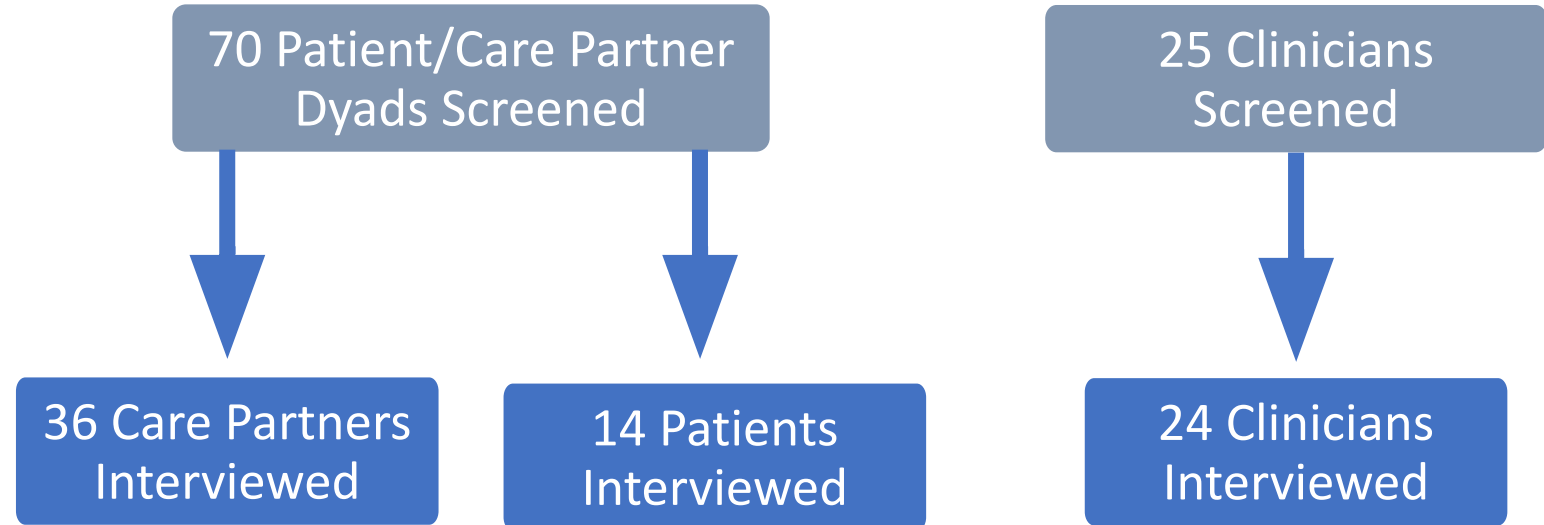 70 Patient/Care Partner
Dyads Screened
25 Clinicians
Screened
36 Care Partners
Interviewed
14 Patients
Interviewed
24 Clinicians
Interviewed